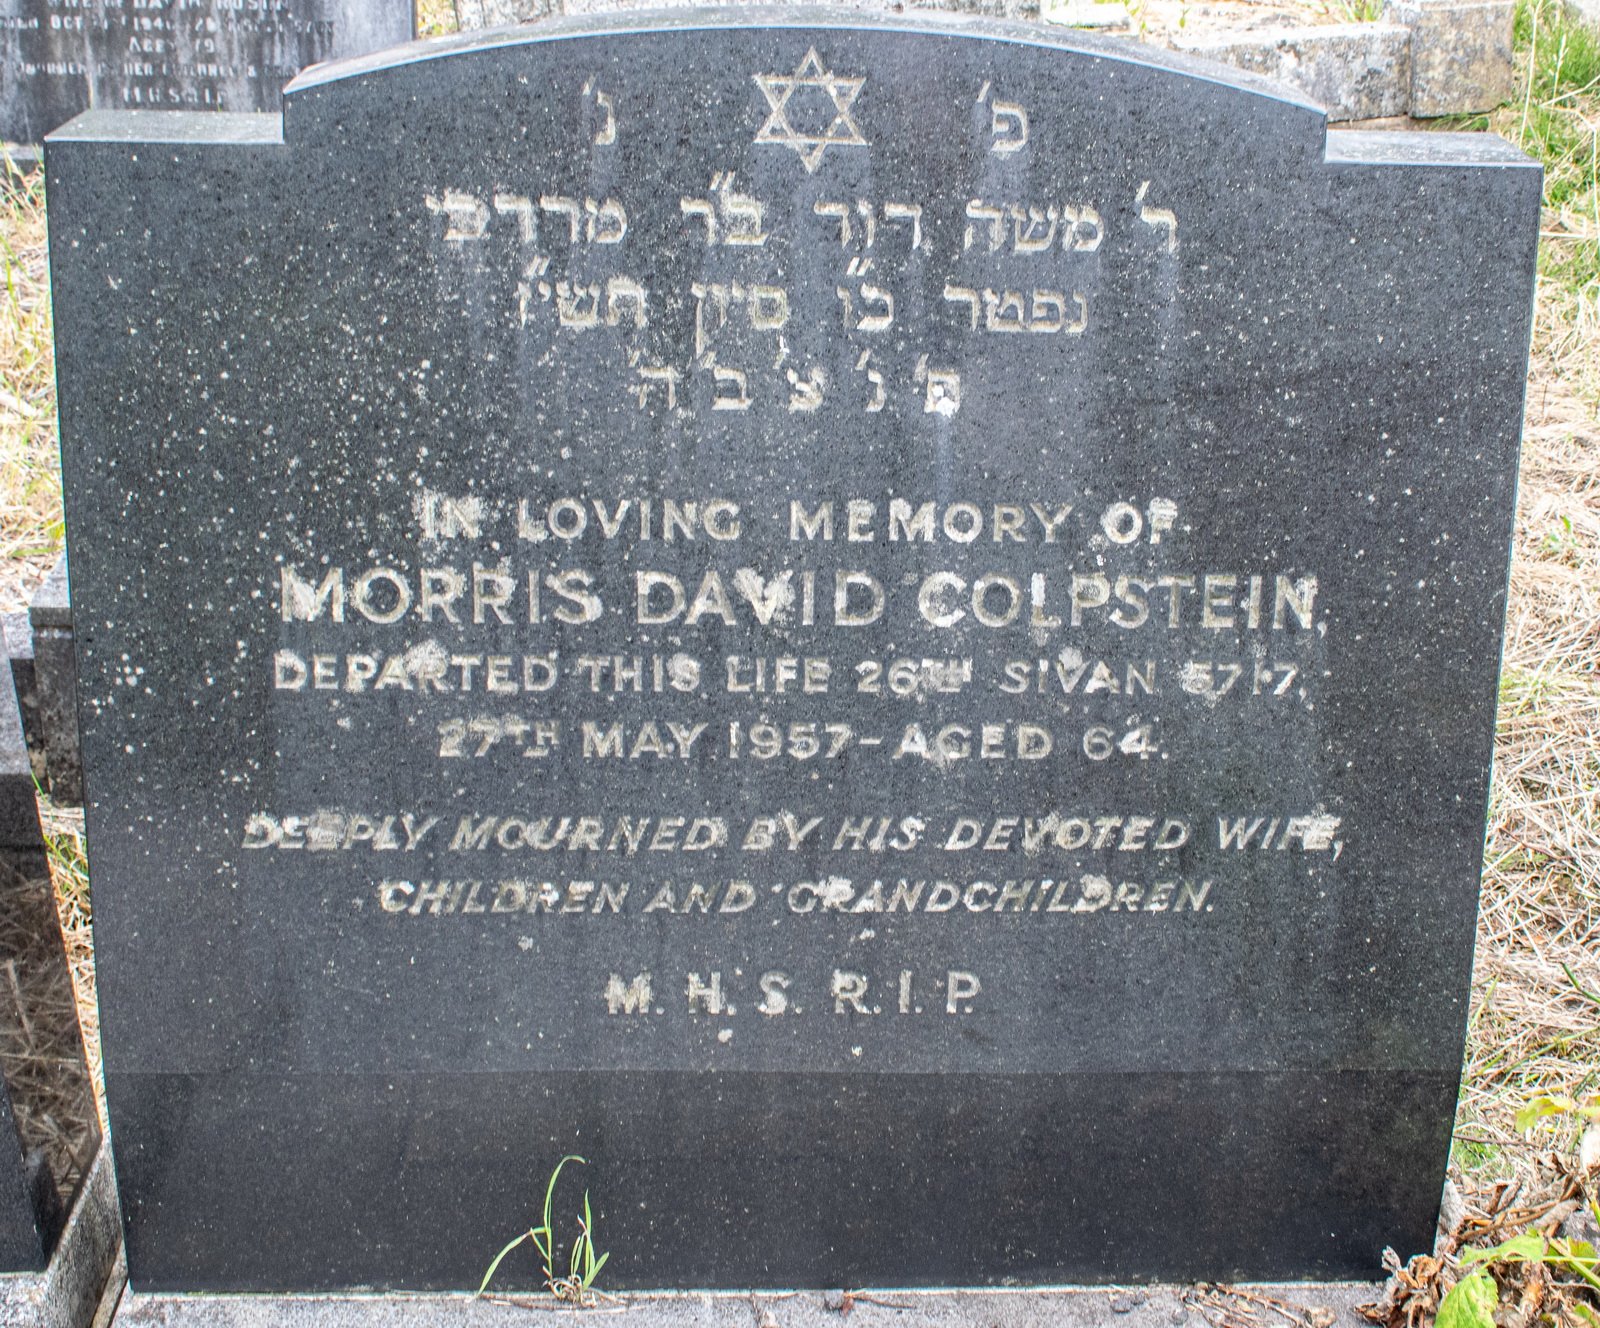 פ' נ'
ר' משה דוד ב"ר מרדכי
נפטר כ"ו סיון תשי"ז
ת' נ' צ' ב' ה'
IN LOVING MEMORY OF
MORRIS DAVID COLPSTEIN,
DEPARTED THIS LIFE 26TH SIVAN 5717,
27TH MAY 1957-AGED 64.
DEEPLY MOURNED BY HIS DEVOTED WIFE,
CHILDREN AND GRANDCHILDREN.
M. H. S. R. I. P.